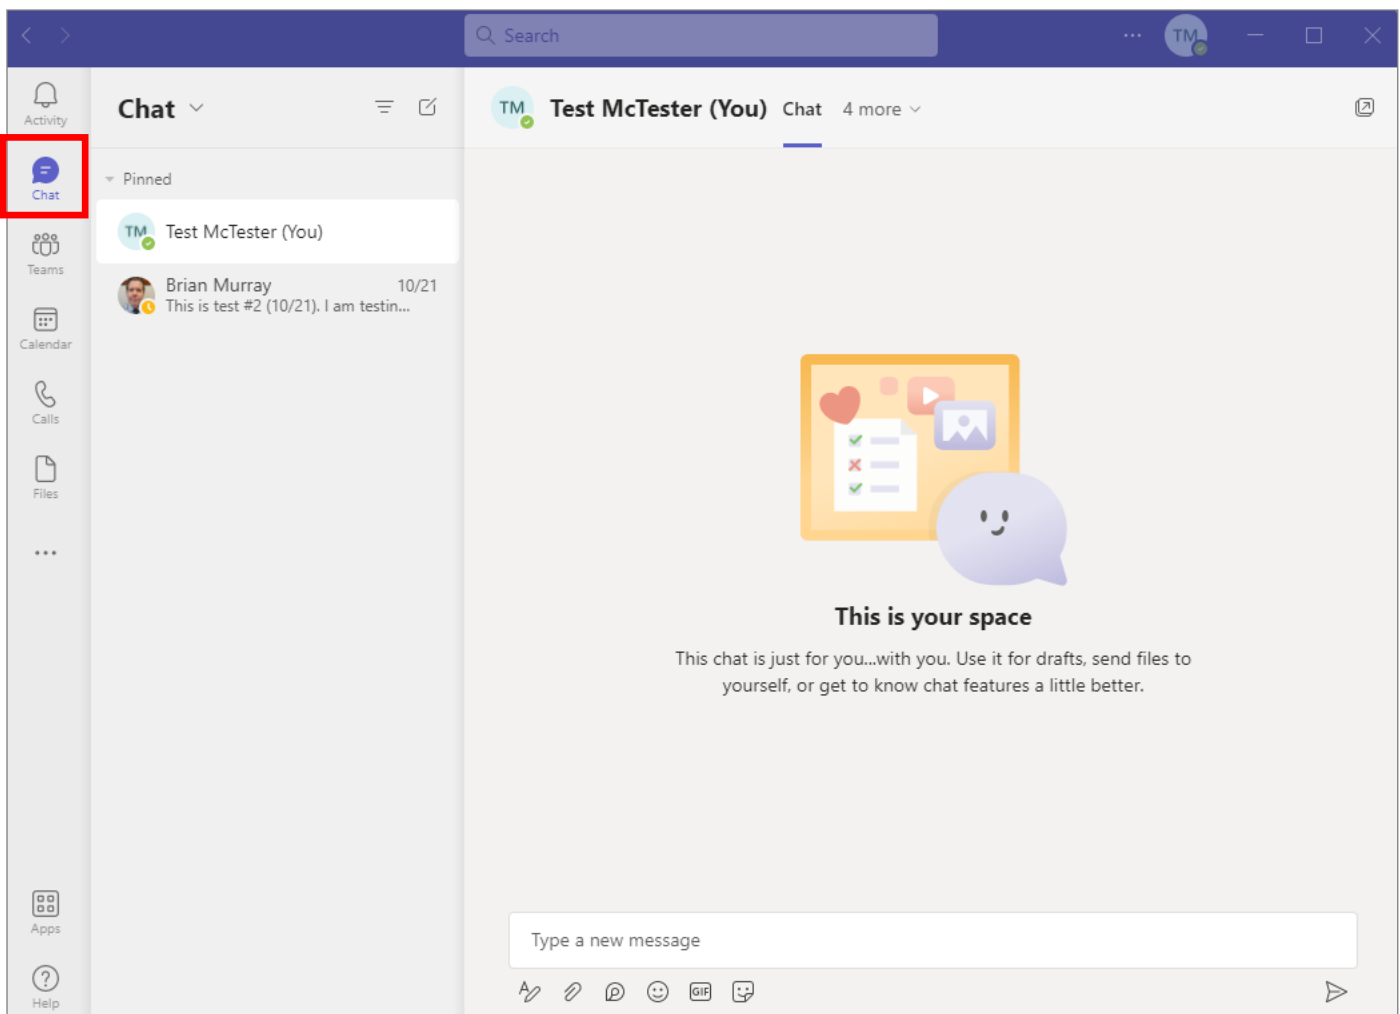 Search
TM
Activity
Chat
Teams
Calendar
Calls
Files
Apps
Help
Chat
Pinned
TM Test McTester (You)
Brian Murray 10/21
This is test #2 (10/21). I am testin...
TM Test McTester (You) Chat 4 more
This is your space
This chat is just for you...with you. Use it for drafts, send files to
yourself, or get to know chat features a little better.
Type a new message
GIF